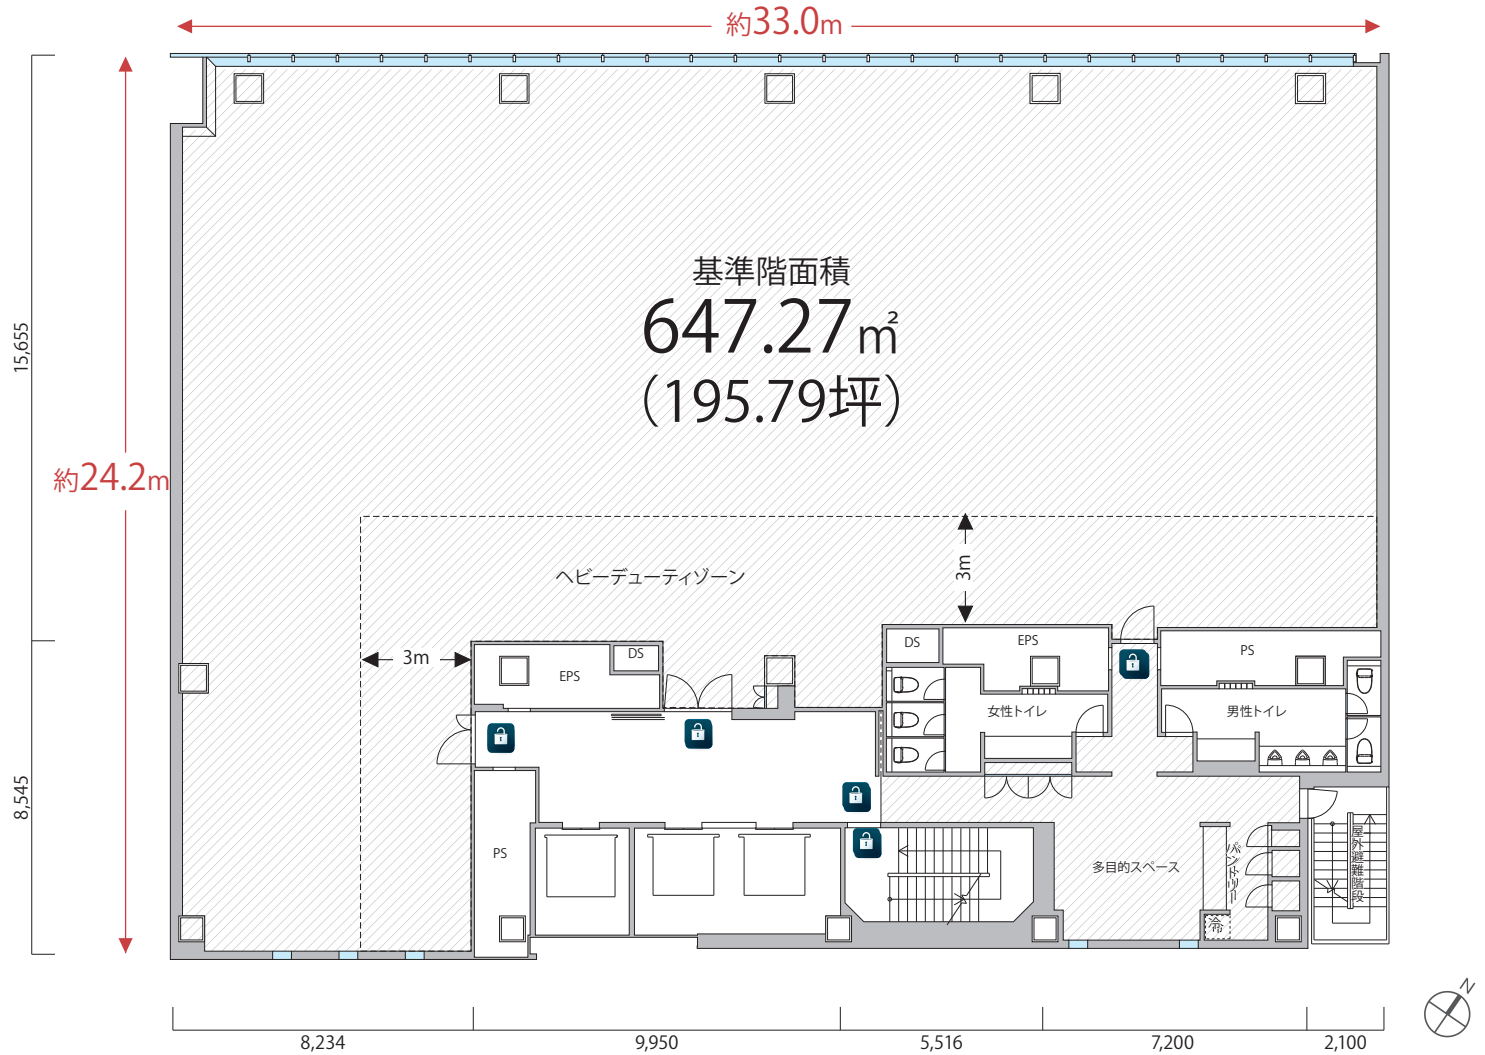 約33.0m
15,655
8,545
約24.2m
基準階面積
647.27㎡
（195.79坪）
ヘビーデューティゾーン
3m
3m
DS
EPS
DS
EPS
PS
女性トイレ
男性トイレ
PS
多目的スペース
パントリー
冷
屋外避難階段
N
8,234
9,950
5,516
7,200
2,100